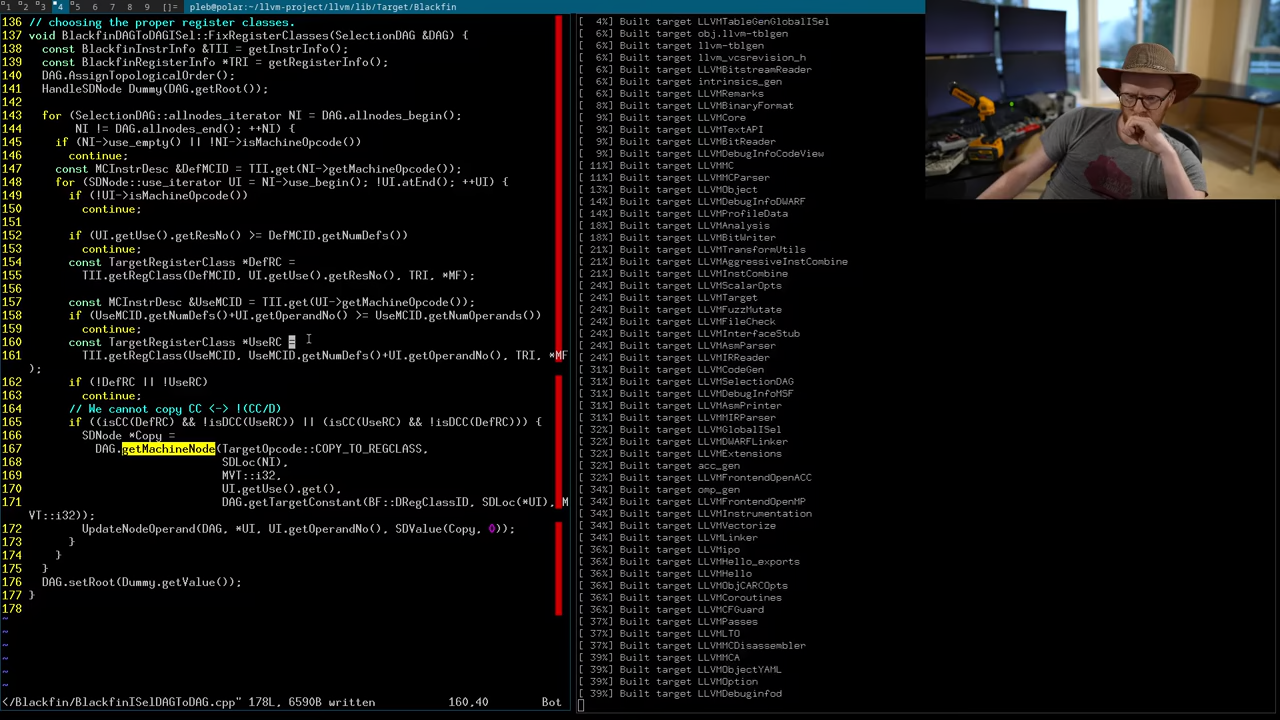 1 2 3 4 5 6 7 8 9 []= pleb@polar:~/llvm-project/llvm/lib/Target/Blackfin
136 // choosing the proper register classes.
137 void BlackfinDAGToDAGISel::FixRegisterClasses(SelectionDAG &DAG) {
138   const BlackfinInstrInfo &TII = getInstrInfo();
139   const BlackfinRegisterInfo *TRI = getRegisterInfo();
140   DAG.AssignTopologicalOrder();
141   HandleSDNode Dummy(DAG.getRoot());
142
143   for (SelectionDAG::allnodes_iterator NI = DAG.allnodes_begin();
144        NI != DAG.allnodes_end(); ++NI) {
145     if (NI->use_empty() || !NI->isMachineOpcode())
146       continue;
147     const MCInstrDesc &DefMCID = TII.get(NI->getMachineOpcode());
148     for (SDNode::use_iterator UI = NI->use_begin(); !UI.atEnd(); ++UI) {
149       if (!UI->isMachineOpcode())
150         continue;
151
152       if (UI.getUse().getResNo() >= DefMCID.getNumDefs())
153         continue;
154       const TargetRegisterClass *DefRC =
155         TII.getRegClass(DefMCID, UI.getUse().getResNo(), TRI, *MF);
156
157       const MCInstrDesc &UseMCID = TII.get(UI->getMachineOpcode());
158       if (UseMCID.getNumDefs()+UI.getOperandNo() >= UseMCID.getNumOperands())
159         continue;
160       const TargetRegisterClass *UseRC =
161         TII.getRegClass(UseMCID, UseMCID.getNumDefs()+UI.getOperandNo(), TRI, *MF
);
162       if (!DefRC || !UseRC)
163         continue;
164       // We cannot copy CC <-> !(CC/D)
165       if ((isCC(DefRC) && !isDCC(UseRC)) || (isCC(UseRC) && !isDCC(DefRC))) {
166         SDNode *Copy =
167           DAG.getMachineNode(TargetOpcode::COPY_TO_REGCLASS,
168                              SDLoc(NI),
169                              MVT::i32,
170                              UI.getUse().get(),
171                              DAG.getTargetConstant(BF::DRegClassID, SDLoc(*UI), M
VT::i32));
172         UpdateNodeOperand(DAG, *UI, UI.getOperandNo(), SDValue(Copy, 0));
173       }
174     }
175   }
176   DAG.setRoot(Dummy.getValue());
177 }
178
~
~
~
~
~
~
</Blackfin/BlackfinISelDAGToDAG.cpp" 178L, 6590B written 160,40 Bot
[  4%] Built target LLVMTableGenGlobalISel
[  6%] Built target obj.llvm-tblgen
[  6%] Built target llvm-tblgen
[  6%] Built target llvm_vcsrevision_h
[  6%] Built target LLVMBitstreamReader
[  6%] Built target intrinsics_gen
[  6%] Built target LLVMRemarks
[  8%] Built target LLVMBinaryFormat
[  9%] Built target LLVMCore
[  9%] Built target LLVMTextAPI
[  9%] Built target LLVMBitReader
[  9%] Built target LLVMDebugInfoCodeView
[ 11%] Built target LLVMMC
[ 11%] Built target LLVMMCParser
[ 13%] Built target LLVMObject
[ 14%] Built target LLVMDebugInfoDWARF
[ 14%] Built target LLVMProfileData
[ 18%] Built target LLVMAnalysis
[ 18%] Built target LLVMBitWriter
[ 21%] Built target LLVMTransformUtils
[ 21%] Built target LLVMAggressiveInstCombine
[ 21%] Built target LLVMInstCombine
[ 24%] Built target LLVMScalarOpts
[ 24%] Built target LLVMTarget
[ 24%] Built target LLVMFuzzMutate
[ 24%] Built target LLVMFileCheck
[ 24%] Built target LLVMInterfaceStub
[ 24%] Built target LLVMAsmParser
[ 24%] Built target LLVMIRReader
[ 31%] Built target LLVMCodeGen
[ 31%] Built target LLVMSelectionDAG
[ 31%] Built target LLVMDebugInfoMSF
[ 31%] Built target LLVMAsmPrinter
[ 31%] Built target LLVMMIRParser
[ 32%] Built target LLVMGlobalISel
[ 32%] Built target LLVMDWARFLinker
[ 32%] Built target LLVMExtensions
[ 32%] Built target acc_gen
[ 32%] Built target LLVMFrontendOpenACC
[ 34%] Built target omp_gen
[ 34%] Built target LLVMFrontendOpenMP
[ 34%] Built target LLVMInstrumentation
[ 34%] Built target LLVMVectorize
[ 34%] Built target LLVMLinker
[ 36%] Built target LLVMipo
[ 36%] Built target LLVMHello_exports
[ 36%] Built target LLVMHello
[ 36%] Built target LLVMObjCARCOpts
[ 36%] Built target LLVMCoroutines
[ 36%] Built target LLVMCFGuard
[ 37%] Built target LLVMPasses
[ 37%] Built target LLVMLTO
[ 37%] Built target LLVMMCDisassembler
[ 39%] Built target LLVMMCA
[ 39%] Built target LLVMObjectYAML
[ 39%] Built target LLVMOption
[ 39%] Built target LLVMDebuginfod